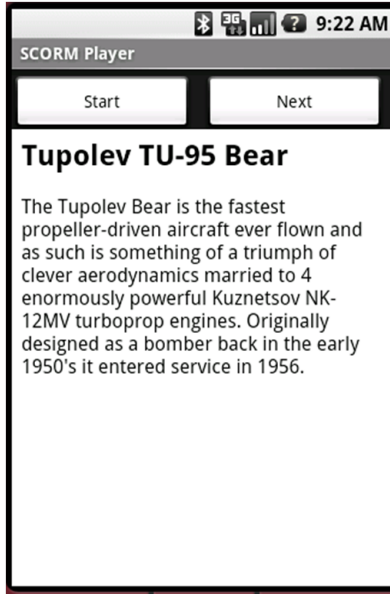 3G 9:22 AM
SCORM Player
Start Next
Tupolev TU-95 Bear
The Tupolev Bear is the fastest
propeller-driven aircraft ever flown and
as such is something of a triumph of
clever aerodynamics married to 4
enormously powerful Kuznetsov NK-
12MV turboprop engines. Originally
designed as a bomber back in the early
1950's it entered service in 1956.